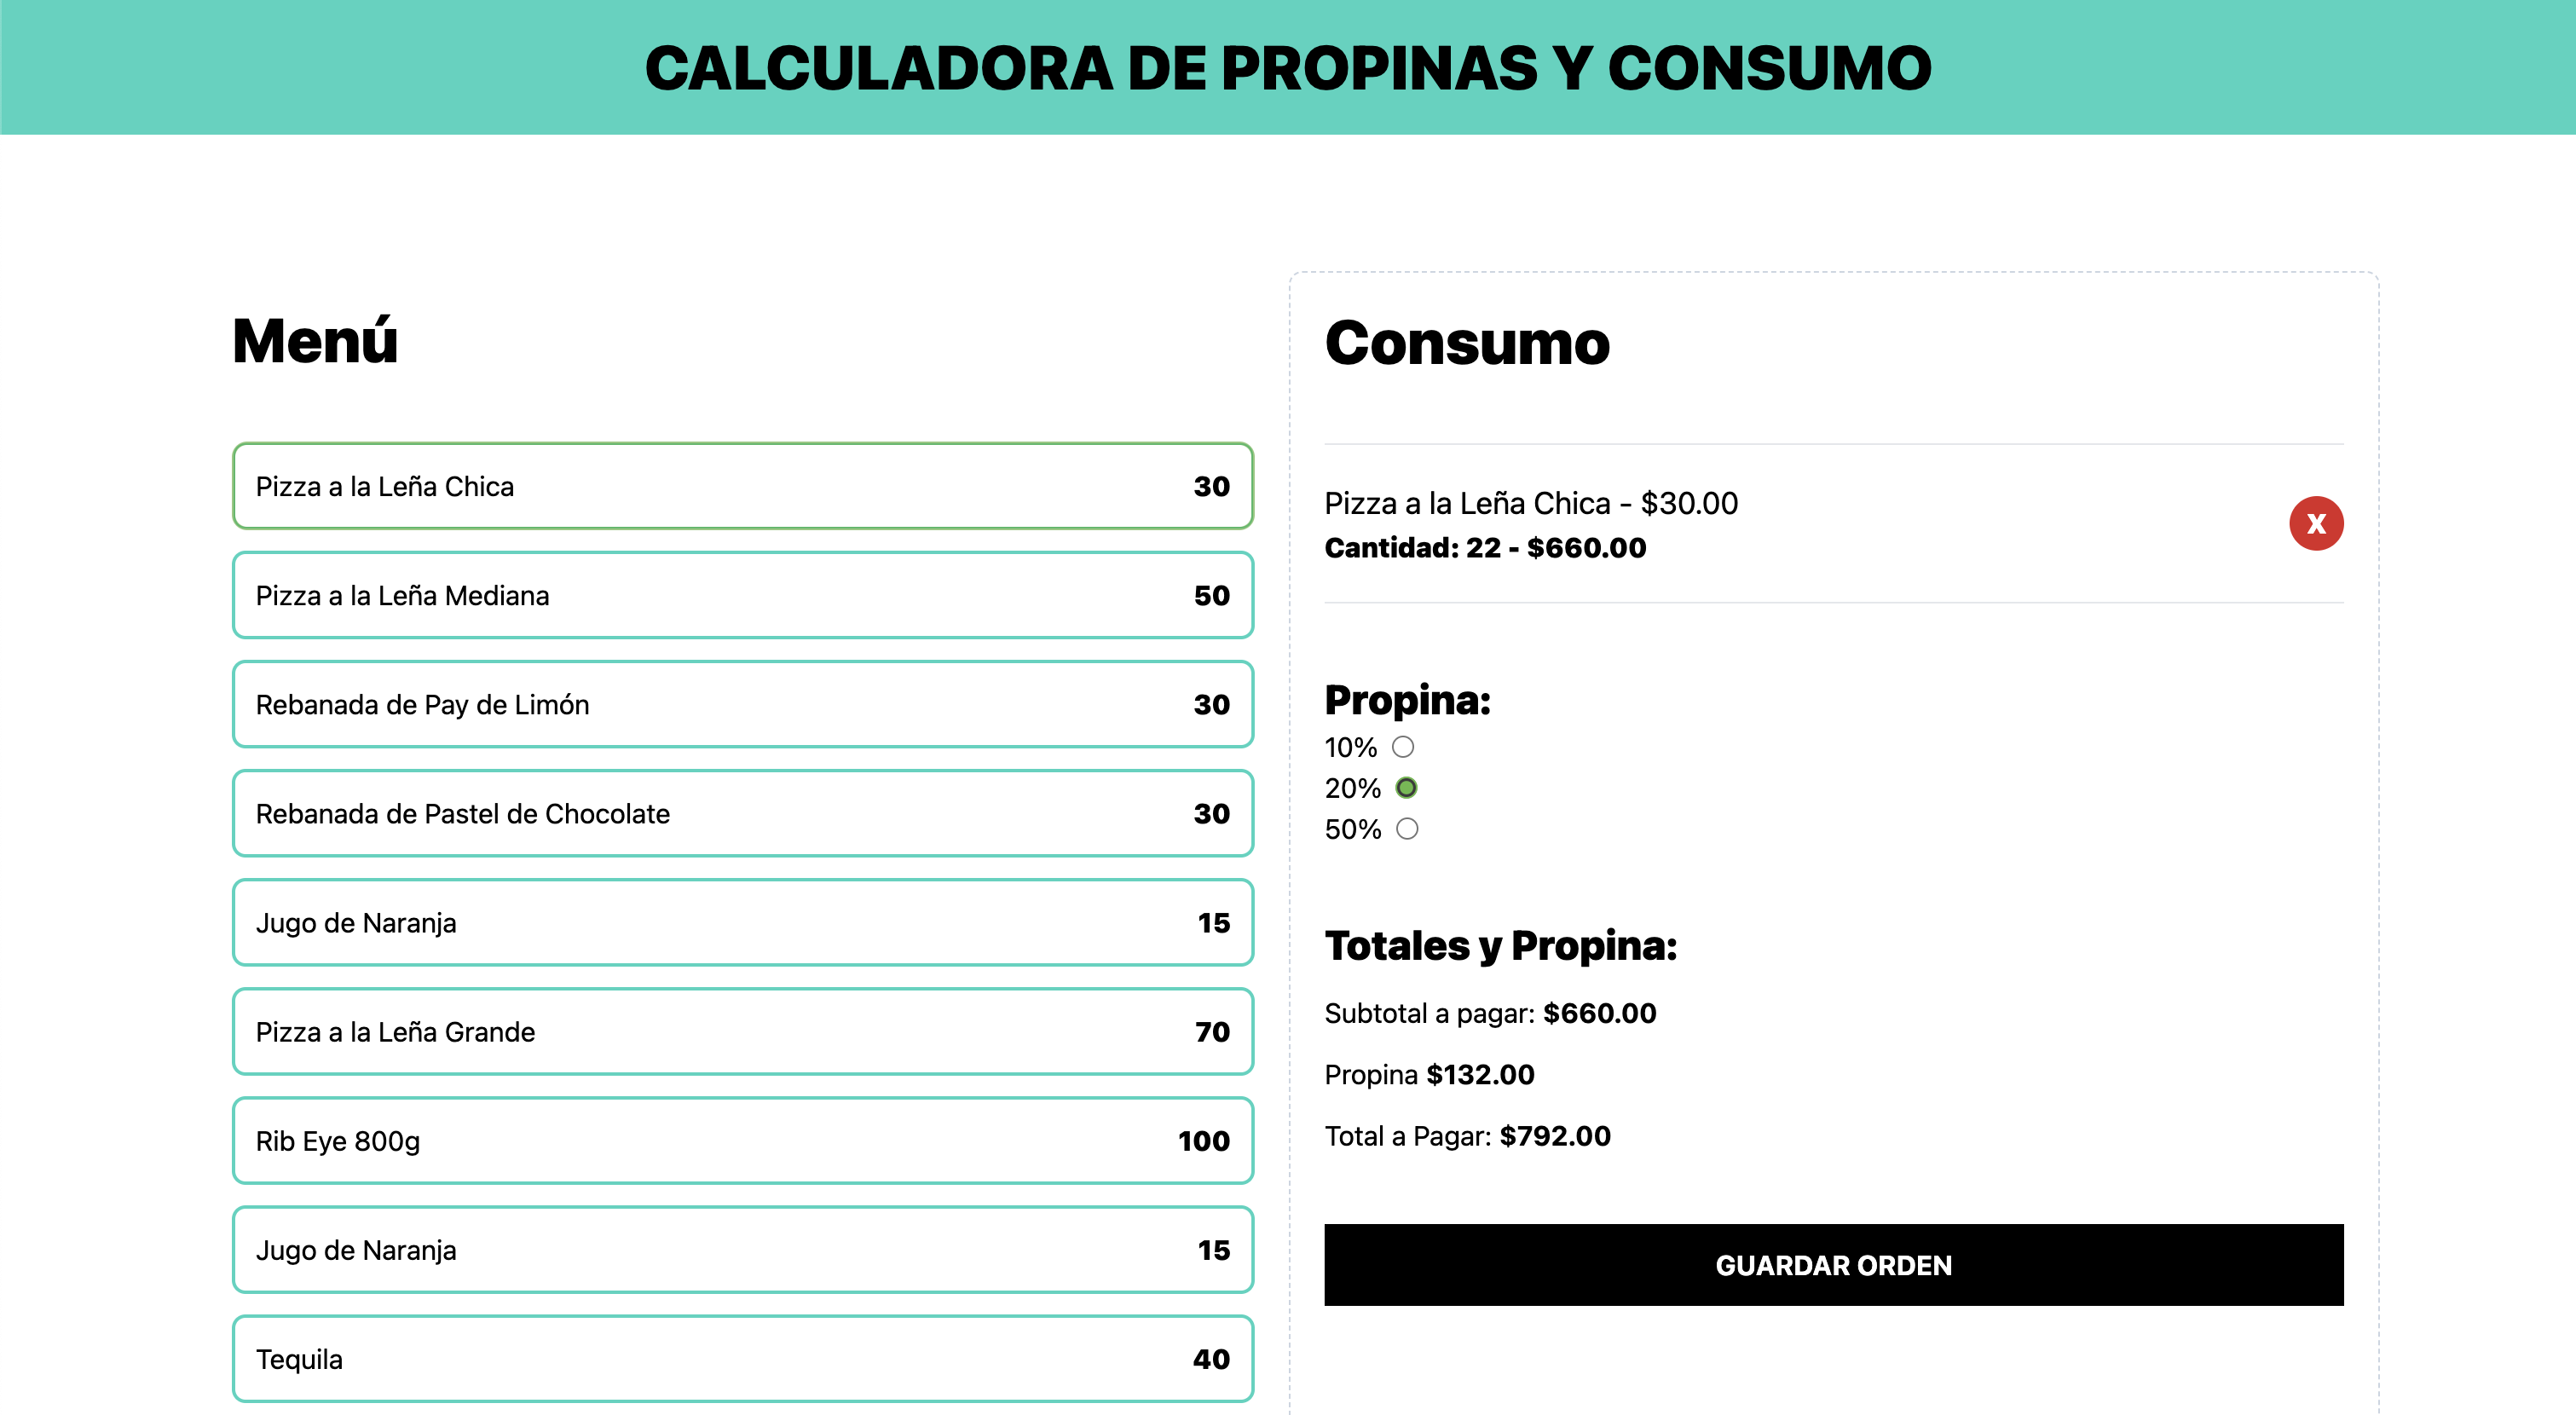 CALCULADORA DE PROPINAS Y CONSUMO
Menú
Pizza a la Leña Chica 30
Pizza a la Leña Mediana 50
Rebanada de Pay de Limón 30
Rebanada de Pastel de Chocolate 30
Jugo de Naranja 15
Pizza a la Leña Grande 70
Rib Eye 800g 100
Jugo de Naranja 15
Tequila 40
Consumo
Pizza a la Leña Chica - $30.00
Cantidad: 22 - $660.00
X
Propina:
10%
20%
50%
Totales y Propina:
Subtotal a pagar: $660.00
Propina $132.00
Total a Pagar: $792.00
GUARDAR ORDEN